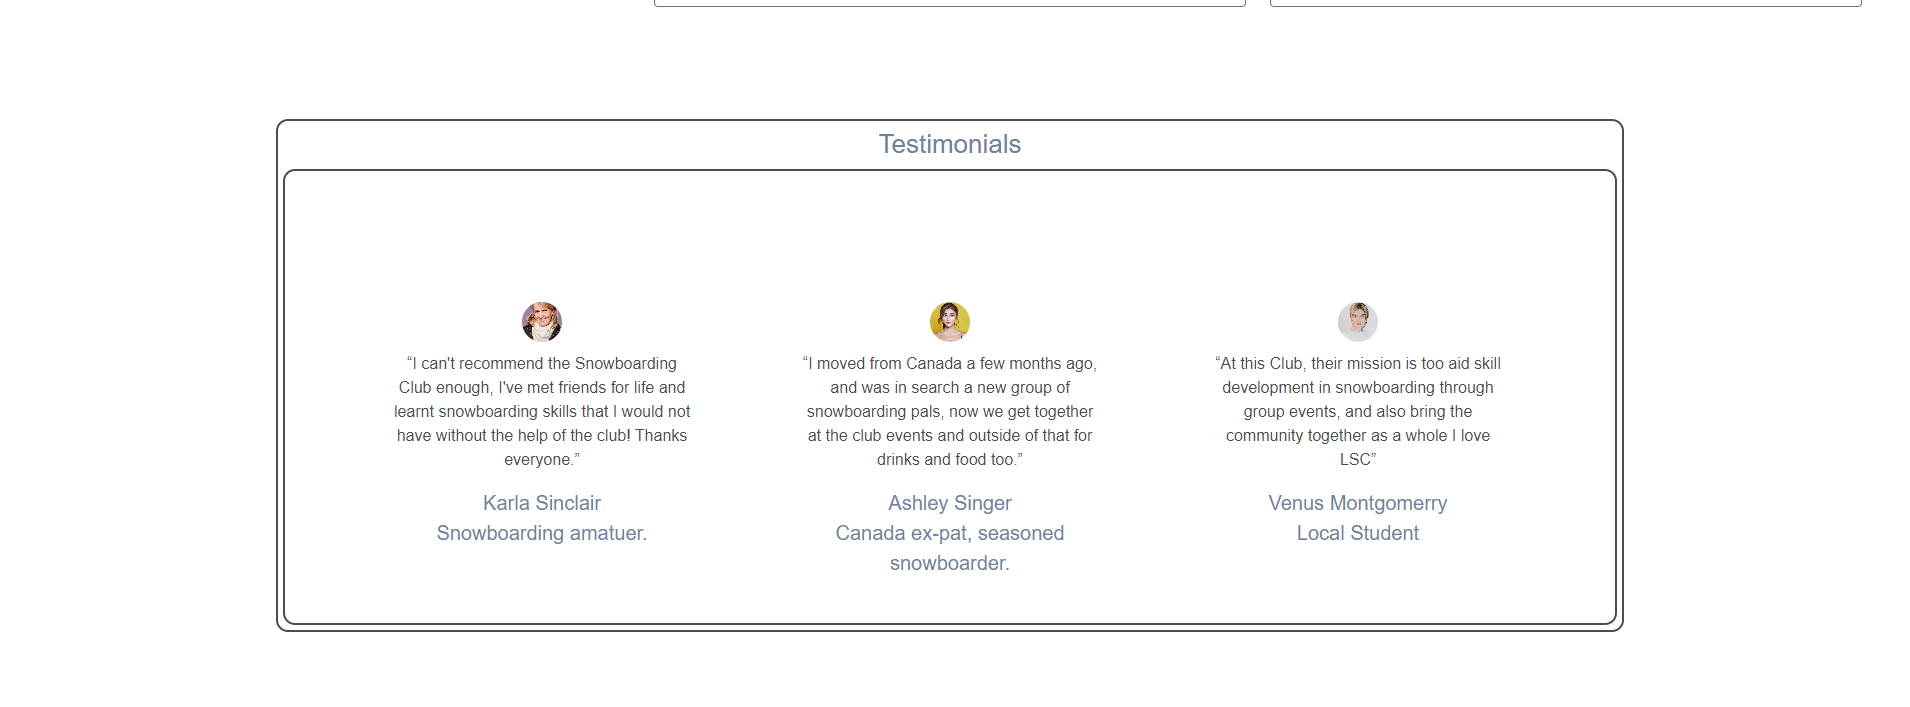 Testimonials
“I can't recommend the Snowboarding
Club enough, I've met friends for life and
learnt snowboarding skills that I would not
have without the help of the club! Thanks
everyone.”
Karla Sinclair
Snowboarding amatuer.
“I moved from Canada a few months ago,
and was in search a new group of
snowboarding pals, now we get together
at the club events and outside of that for
drinks and food too.”
Ashley Singer
Canada ex-pat, seasoned
snowboarder.
“At this Club, their mission is too aid skill
development in snowboarding through
group events, and also bring the
community together as a whole I love
LSC”
Venus Montgomerry
Local Student